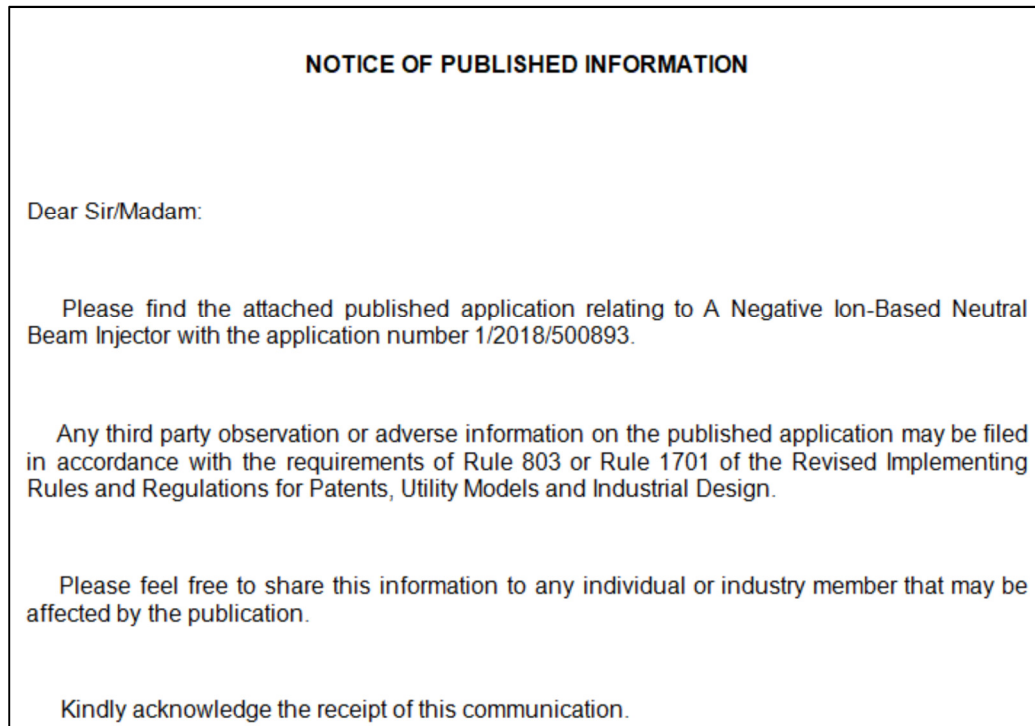 NOTICE OF PUBLISHED INFORMATION
Dear Sir/Madam:
Please find the attached published application relating to A Negative Ion-Based Neutral
Beam Injector with the application number 1/2018/500893.
Any third party observation or adverse information on the published application may be filed
in accordance with the requirements of Rule 803 or Rule 1701 of the Revised Implementing
Rules and Regulations for Patents, Utility Models and Industrial Design.
Please feel free to share this information to any individual or industry member that may be
affected by the publication.
Kindly acknowledge the receipt of this communication.